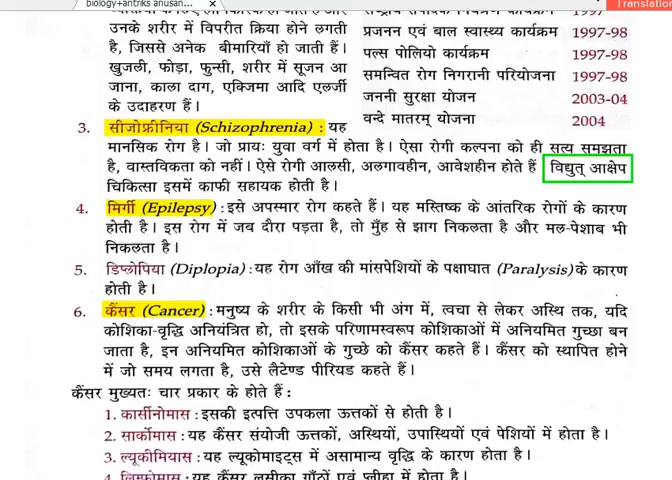 biology+antriks anusan...
Translation
उनके शरीर में विपरीत क्रिया होने लगती
है, जिससे अनेक बीमारियाँ हो जाती हैं।
खुजली, फोड़ा, फुन्सी, शरीर में सूजन आ
जाना, काला दाग, एक्जिमा आदि एलर्जी
के उदाहरण हैं।
1997
प्रजनन एवं बाल स्वास्थ्य कार्यक्रम 1997-98
पल्स पोलियो कार्यक्रम 1997-98
समन्वित रोग निगरानी परियोजना 1997-98
जननी सुरक्षा योजन 2003-04
वन्दे मातरम् योजना 2004
3. सीजोफ्रीनिया (Schizophrenia) : यह
मानसिक रोग है। जो प्रायः युवा वर्ग में होता है। ऐसा रोगी कल्पना को ही सत्य समझता
है, वास्तविकता को नहीं। ऐसे रोगी आलसी, अलगावहीन, आवेशहीन होते हैं विद्युत् आक्षेप
चिकित्सा इसमें काफी सहायक होती है।
4. मिर्गी (Epilepsy) : इसे अपस्मार रोग कहते हैं। यह मस्तिष्क के आंतरिक रोगों के कारण
होती है। इस रोग में जब दौरा पड़ता है, तो मुँह से झाग निकलता है और मल-पेशाब भी
निकलता है।
5. डिप्लोपिया (Diplopia) : यह रोग आँख की मांसपेशियों के पक्षाघात (Paralysis) के कारण
होती है।
6. कैंसर (Cancer) : मनुष्य के शरीर के किसी भी अंग में, त्वचा से लेकर अस्थि तक, यदि
कोशिका-वृद्धि अनियंत्रित हो, तो इसके परिणामस्वरूप कोशिकाओं में अनियमित गुच्छा बन
जाता है, इन अनियमित कोशिकाओं के गुच्छे को कैंसर कहते हैं। कैंसर को स्थापित होने
में जो समय लगता है, उसे लैटेण्ड पीरियड कहते हैं।
कैंसर मुख्यतः चार प्रकार के होते हैं :
1. कार्सीनोमास : इसकी इत्पत्ति उपकला ऊत्तकों से होती है।
2. सार्कोमास : यह कैंसर संयोजी ऊत्तकों, अस्थियों, उपास्थियों एवं पेशियों में होता है।
3. ल्यूकीमियास : यह ल्यूकोमाइट्स में असामान्य वृद्धि के कारण होता है।
4. लिम्फोमास : यह कैंसर लसीका गाँठों एवं प्लीहा में होता है।